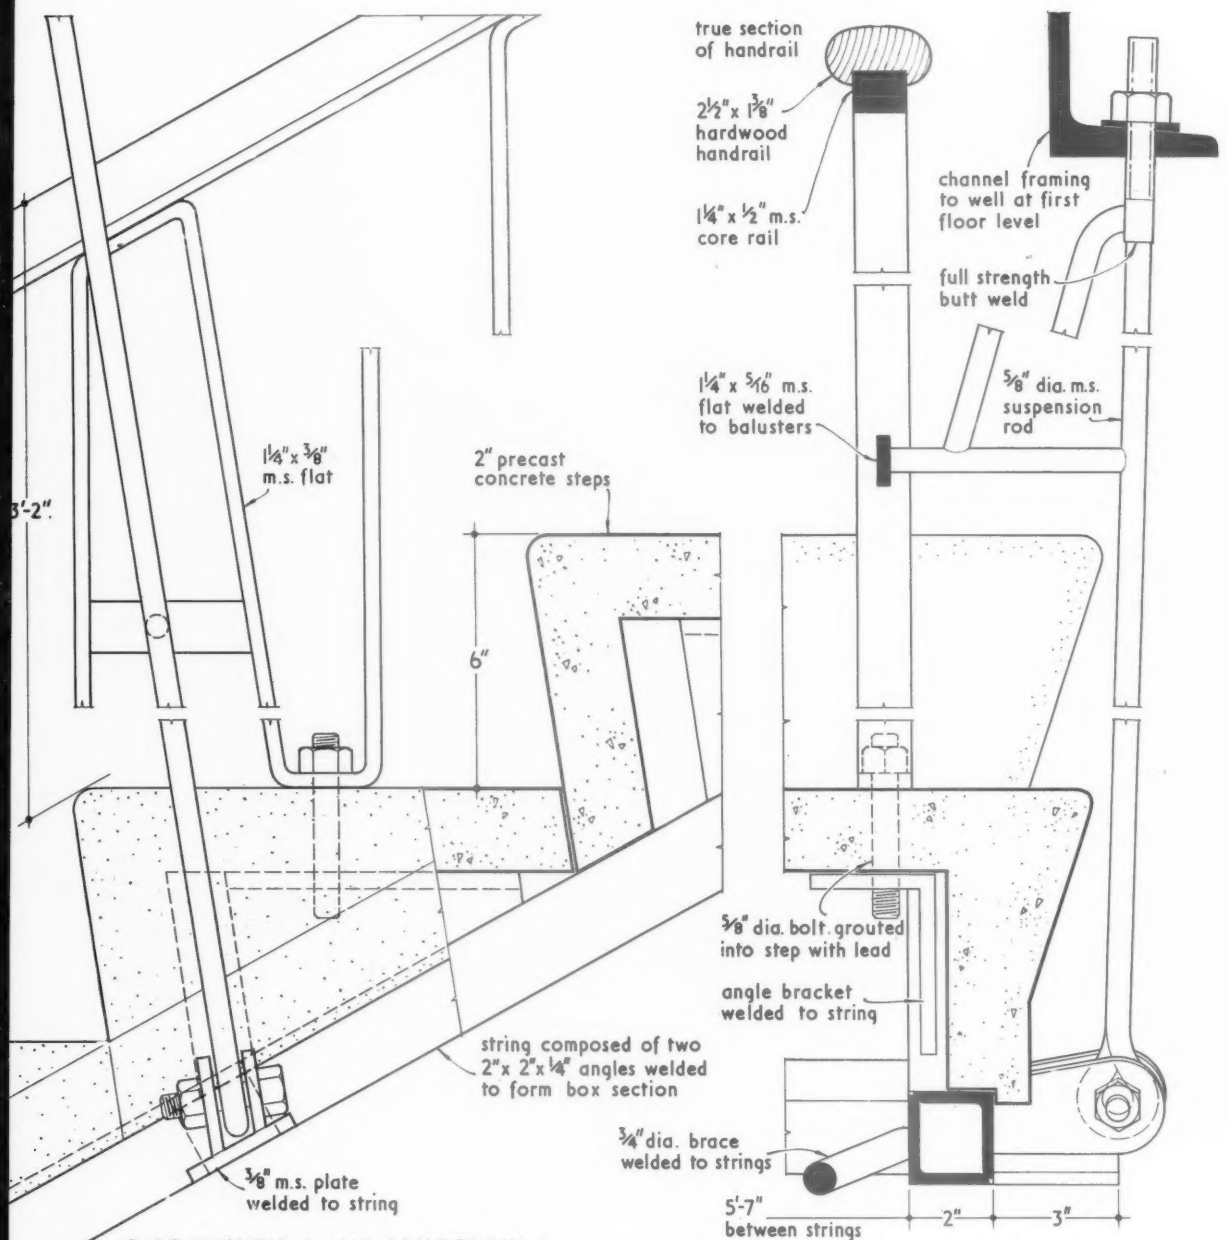 true section
of handrail
2½" x 1⅜"
hardwood
handrail
1¼" x ½" m.s.
core rail
channel framing
to well at first
floor level
full strength
butt weld
1¼" x 5/16" m.s.
flat welded
to balusters
⅝" dia. m.s.
suspension
rod
1¼" x ⅜"
m.s. flat
2" precast
concrete steps
3'-2"
6"
⅝" dia. bolt grouted
into step with lead
angle bracket
welded to string
string composed of two
2" x 2" x ¼" angles welded
to form box section
¾" dia. brace
welded to strings
⅜" m.s. plate
welded to string
5'-7"
between strings
2"
3"